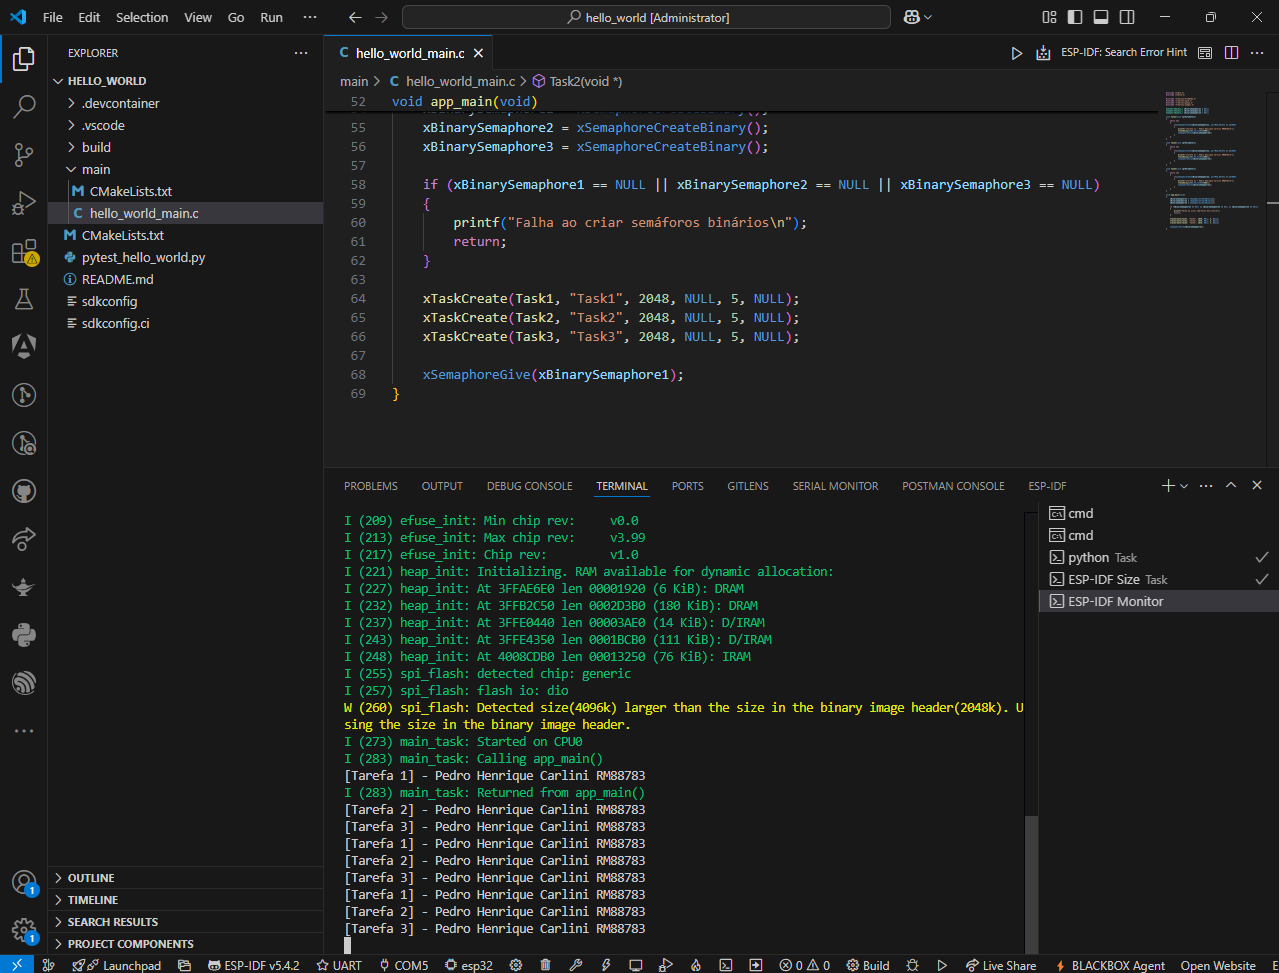 File Edit Selection View Go Run ··· hello_world [Administrator]
EXPLORER ···
HELLO_WORLD
.devcontainer
.vscode
build
main
CMakeLists.txt
hello_world_main.c
CMakeLists.txt
pytest_hello_world.py
README.md
sdkconfig
sdkconfig.ci
OUTLINE
TIMELINE
SEARCH RESULTS
PROJECT COMPONENTS
1
1
hello_world_main.c
ESP-IDF: Search Error Hint
main > C hello_world_main.c > Task2(void *)
52 void app_main(void)
55 xBinarySemaphore2 = xSemaphoreCreateBinary();
56 xBinarySemaphore3 = xSemaphoreCreateBinary();
57
58 if (xBinarySemaphore1 == NULL || xBinarySemaphore2 == NULL || xBinarySemaphore3 == NULL)
59 {
60 printf("Falha ao criar semáforos binários\n");
61 return;
62 }
63
64 xTaskCreate(Task1, "Task1", 2048, NULL, 5, NULL);
65 xTaskCreate(Task2, "Task2", 2048, NULL, 5, NULL);
66 xTaskCreate(Task3, "Task3", 2048, NULL, 5, NULL);
67
68 xSemaphoreGive(xBinarySemaphore1);
69 }
PROBLEMS OUTPUT DEBUG CONSOLE TERMINAL PORTS GITLENS SERIAL MONITOR POSTMAN CONSOLE ESP-IDF
I (209) efuse_init: Min chip rev: v0.0
I (213) efuse_init: Max chip rev: v3.99
I (217) efuse_init: Chip rev: v1.0
I (221) heap_init: Initializing. RAM available for dynamic allocation:
I (227) heap_init: At 3FFAE6E0 len 00001920 (6 KiB): DRAM
I (232) heap_init: At 3FFB2C50 len 0002D3B0 (180 KiB): DRAM
I (237) heap_init: At 3FFE0440 len 00003AE0 (14 KiB): D/IRAM
I (243) heap_init: At 3FFE4350 len 0001BCB0 (111 KiB): D/IRAM
I (248) heap_init: At 4008CDB0 len 00013250 (76 KiB): IRAM
I (255) spi_flash: detected chip: generic
I (257) spi_flash: flash io: dio
W (260) spi_flash: Detected size(4096k) larger than the size in the binary image header(2048k). U
sing the size in the binary image header.
I (273) main_task: Started on CPU0
I (283) main_task: Calling app_main()
[Tarefa 1] - Pedro Henrique Carlini RM88783
I (283) main_task: Returned from app_main()
[Tarefa 2] - Pedro Henrique Carlini RM88783
[Tarefa 3] - Pedro Henrique Carlini RM88783
[Tarefa 1] - Pedro Henrique Carlini RM88783
[Tarefa 2] - Pedro Henrique Carlini RM88783
[Tarefa 3] - Pedro Henrique Carlini RM88783
[Tarefa 1] - Pedro Henrique Carlini RM88783
[Tarefa 2] - Pedro Henrique Carlini RM88783
[Tarefa 3] - Pedro Henrique Carlini RM88783
cmd
cmd
python Task
ESP-IDF Size Task
ESP-IDF Monitor
Launchpad ESP-IDF v5.4.2 UART COM5 esp32 0 0 Build Live Share BLACKBOX Agent Open Website E